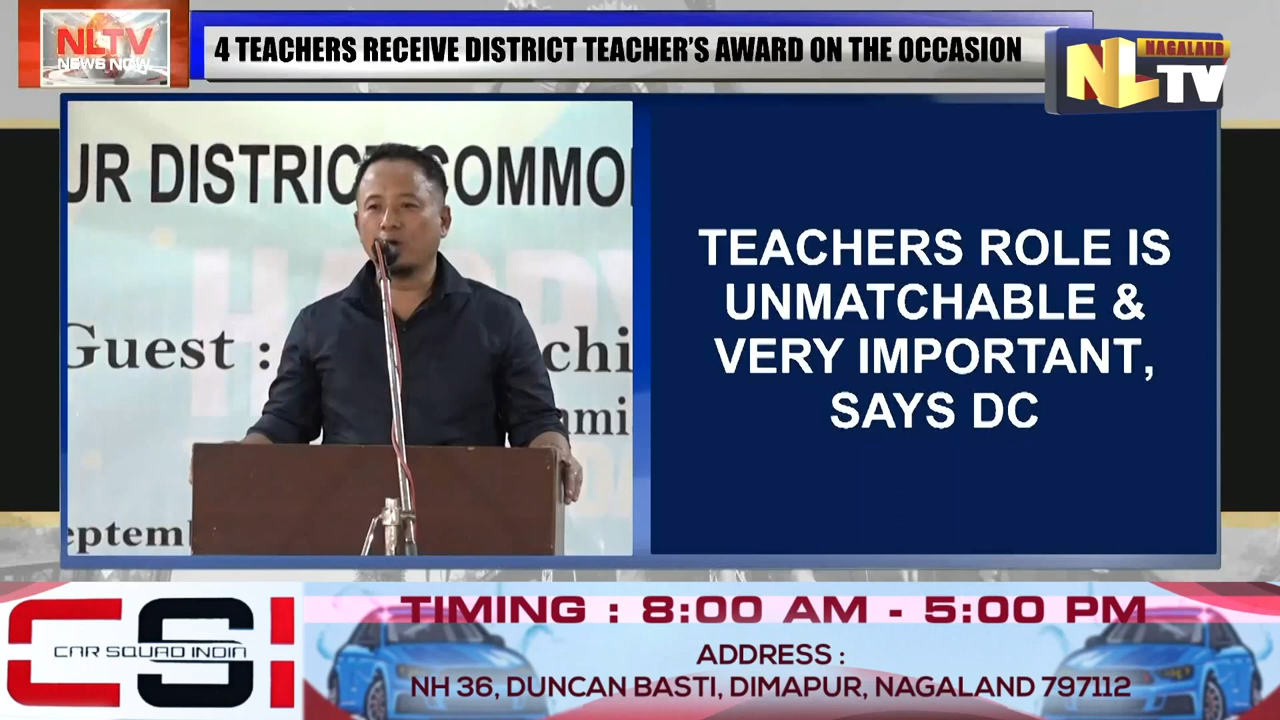 NLTV
NEWS NOW
4 TEACHERS RECEIVE DISTRICT TEACHER'S AWARD ON THE OCCASION
NAGALAND
NLTV
UR DISTRICT COMMO
Guest : chi
mmi
eptem
TEACHERS ROLE IS
UNMATCHABLE &
VERY IMPORTANT,
SAYS DC
CSI
CAR SQUAD INDIA
TIMING : 8:00 AM - 5:00 PM
ADDRESS :
NH 36, DUNCAN BASTI, DIMAPUR, NAGALAND 797112